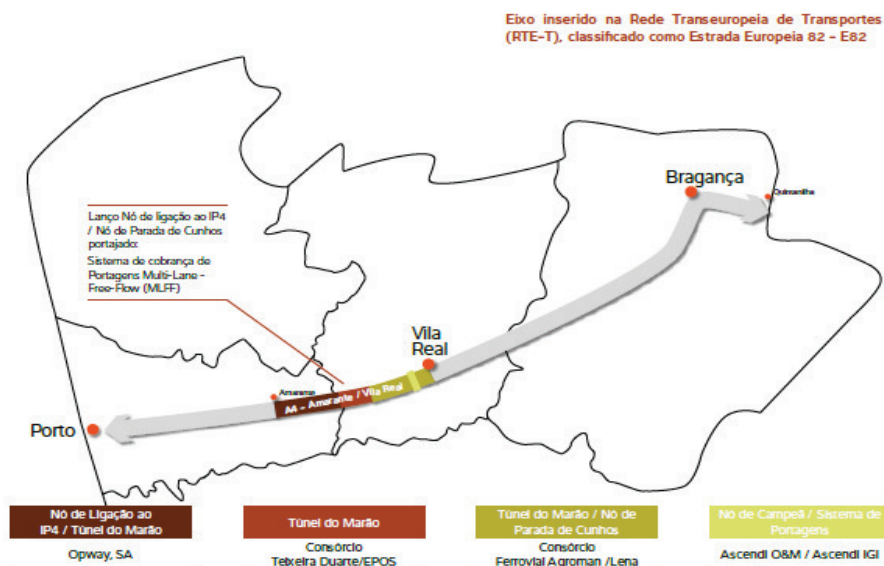 Eixo inserido na Rede Transeuropeia de Transportes
(RTE-T), classificado como Estrada Europeia 82 - E82
Bragança
Quintanilha
Lanço Nó de ligação ao IP4
/ Nó de Parada de Cunhos
portajado:
Sistema de cobrança de
Portagens Multi-Lane -
Free-Flow (MLFF)
Vila
Real
Amarante
A4 - Amarante / Vila Real
Porto
Nó de Ligação ao
IP4 / Túnel do Marão
Opway, SA
Túnel do Marão
Consórcio
Teixeira Duarte/EPOS
Túnel do Marão / Nó de
Parada de Cunhos
Consórcio
Ferrovial Agroman /Lena
Nó de Campeã / Sistema de
Portagens
Ascendi O&M / Ascendi IGI